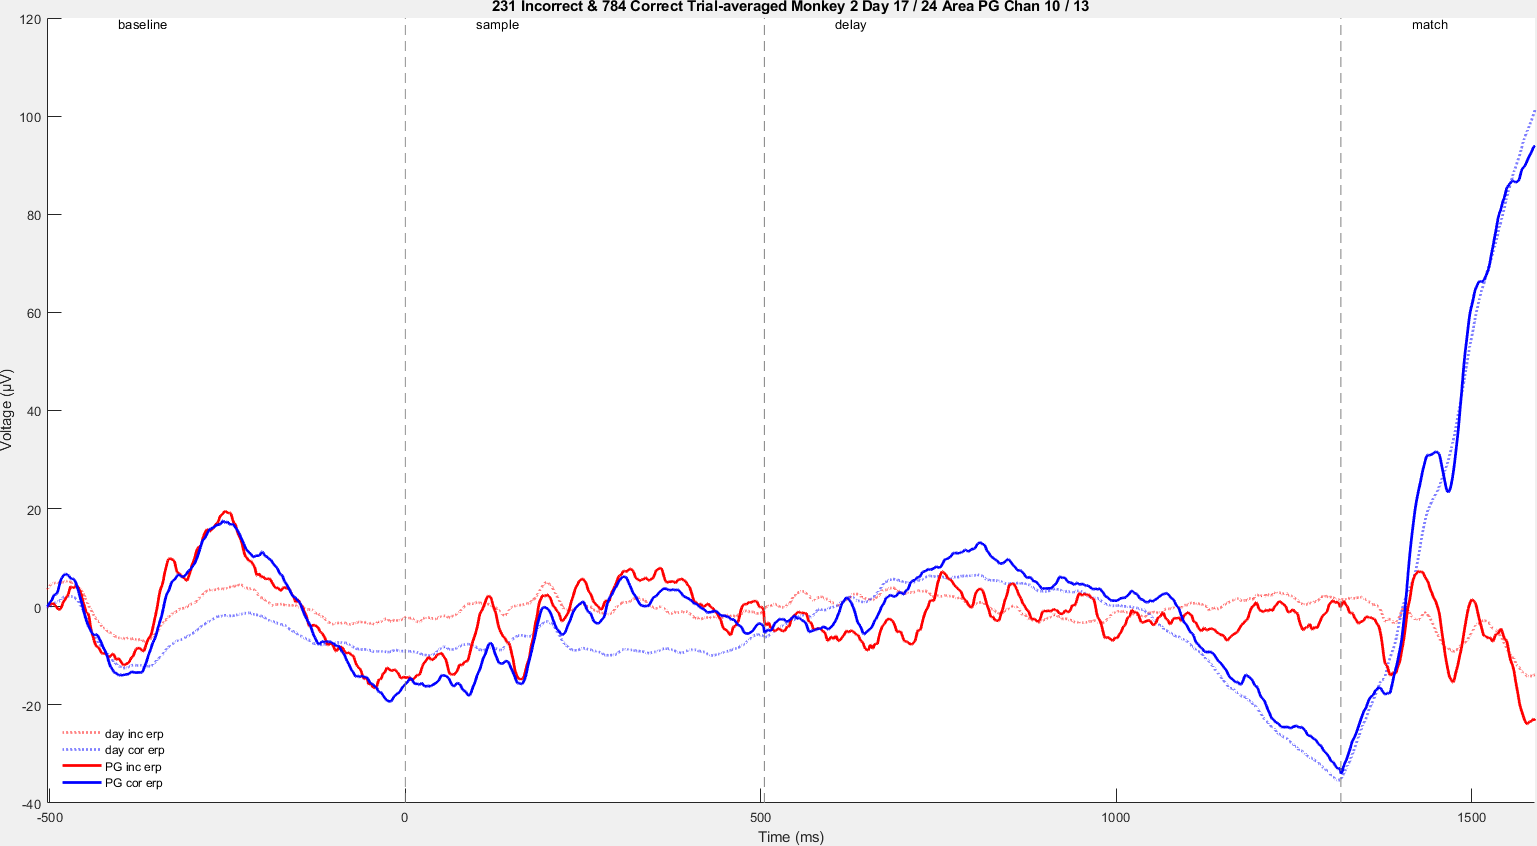 231 Incorrect & 784 Correct Trial-averaged Monkey 2 Day 17 / 24 Area PG Chan 10 / 13
baseline sample delay match
120
100
80
60
40
20
0
-20
-40
Voltage (µV)
day inc erp
day cor erp
PG inc erp
PG cor erp
-500 0 500 1000 1500
Time (ms)